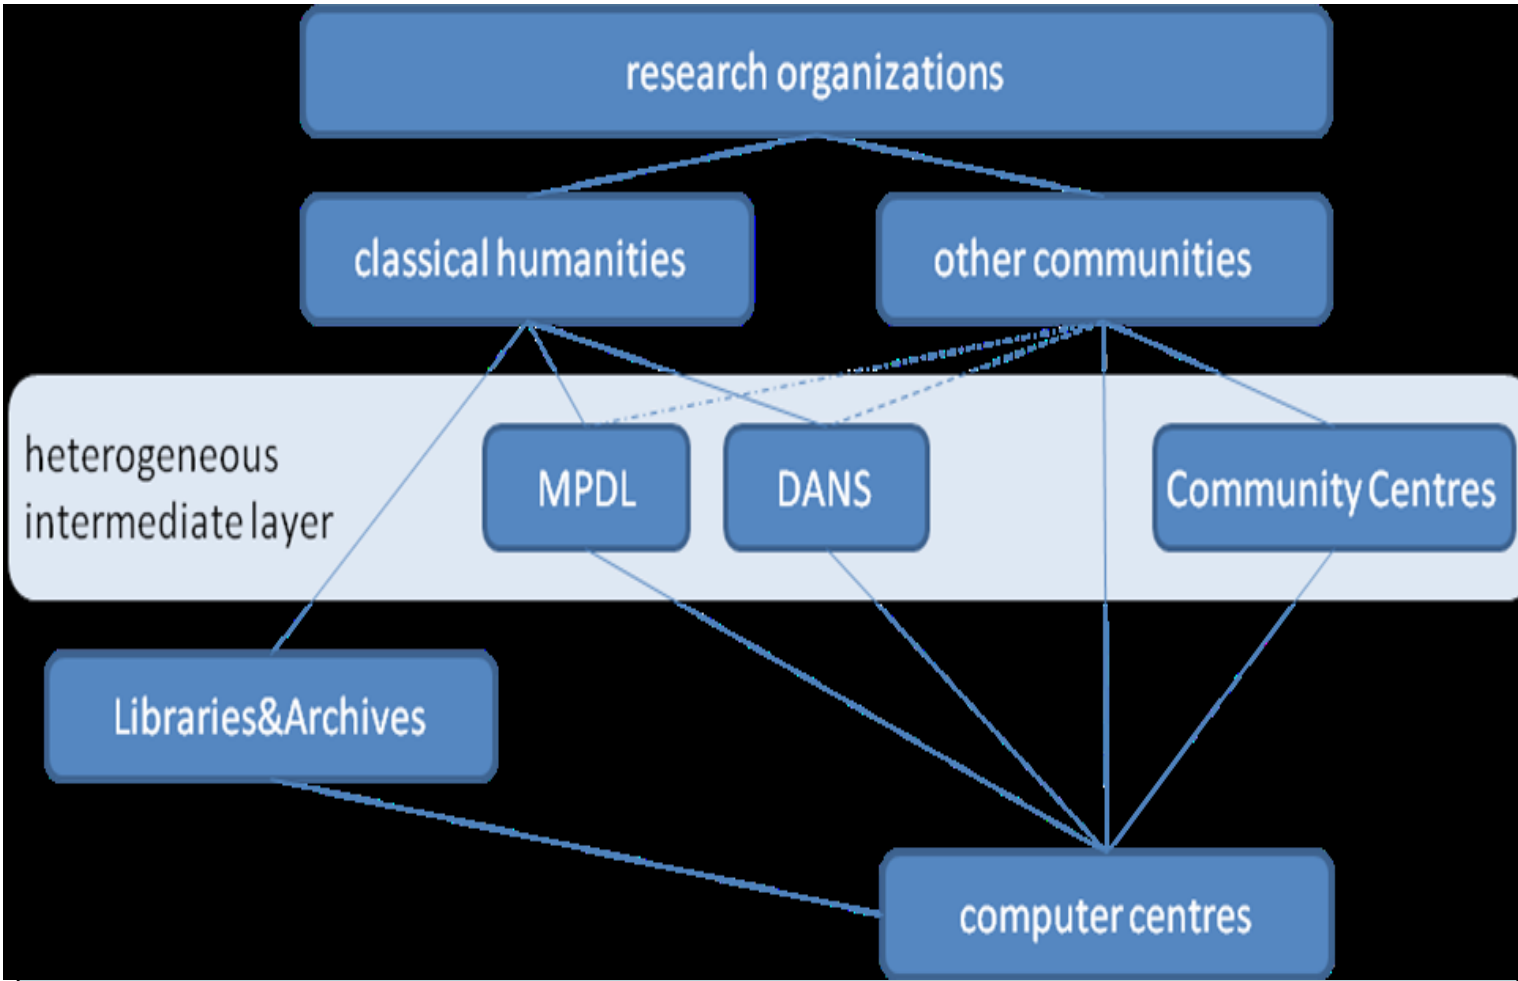 research organizations
classical humanities
other communities
heterogeneous
intermediate layer
MPDL
DANS
Community Centres
Libraries&Archives
computer centres